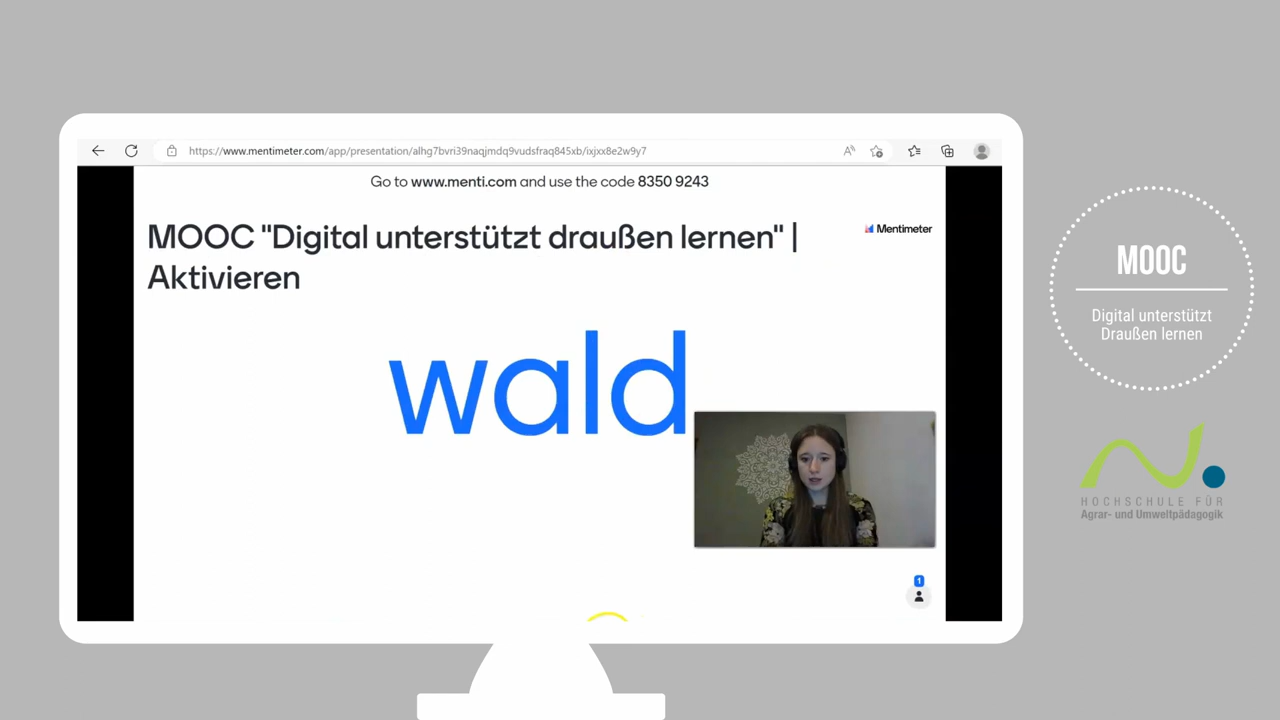 https://www.mentimeter.com/app/presentation/alhg7bvri39naqjmdq9vudsfraq845xb/ixjxx8e2w9y7
Go to www.menti.com and use the code 8350 9243
MOOC "Digital unterstützt draußen lernen" |
Aktivieren
Mentimeter
wald
1
MOOC
Digital unterstützt
Draußen lernen
HOCHSCHULE FÜR
Agrar- und Umweltpädagogik